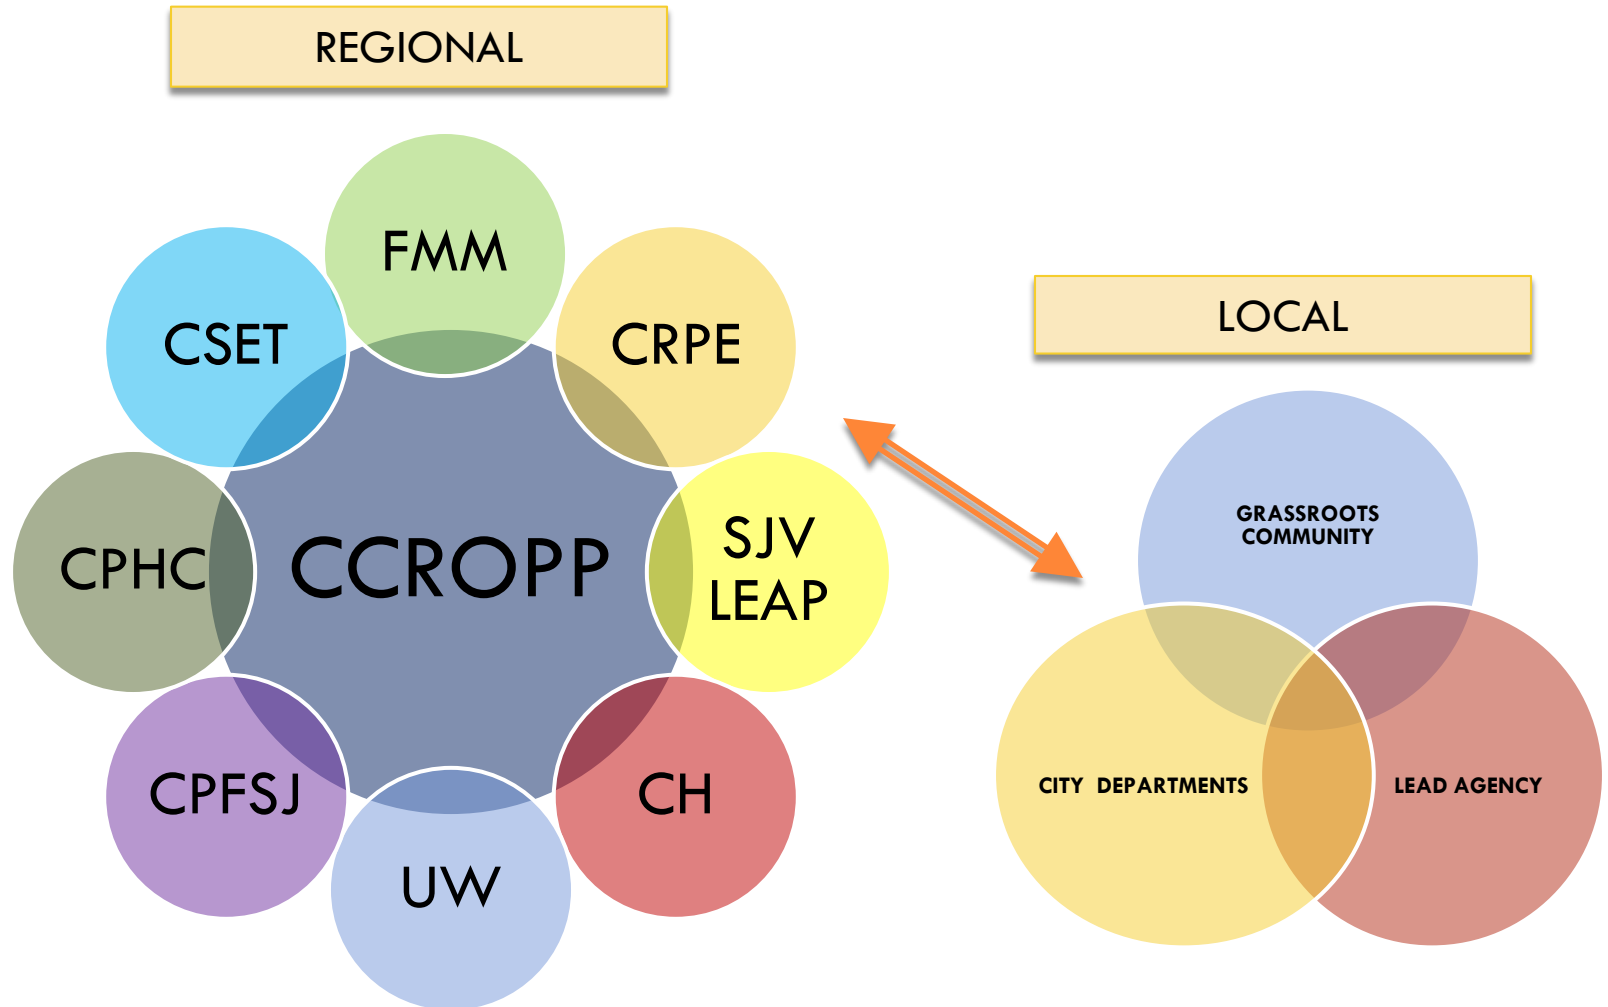 REGIONAL
FMM
CSET
CRPE
CPHC
CCROPP
SJV
LEAP
CPFSJ
CH
UW
LOCAL
GRASSROOTS
COMMUNITY
CITY DEPARTMENTS
LEAD AGENCY